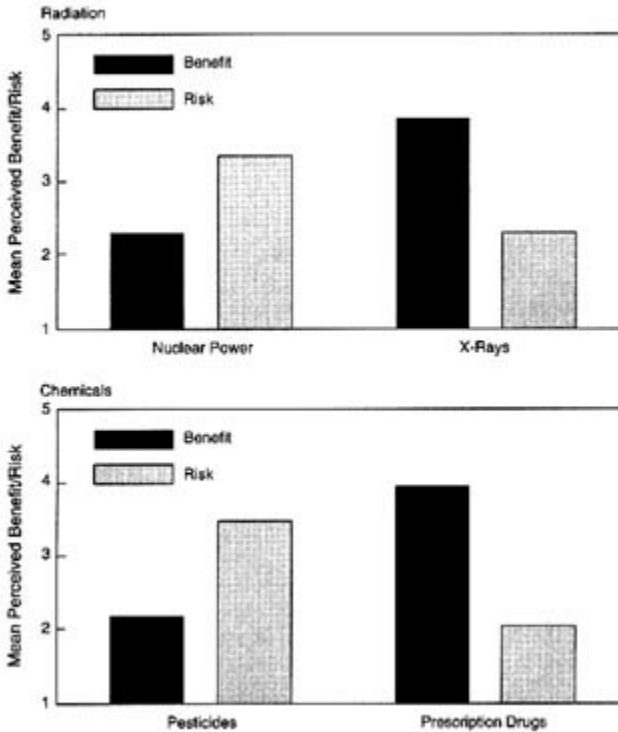 Radiation
5
Benefit
4
Risk
3
2
1
Mean Perceived Benefit/Risk
Nuclear Power
X-Rays
Chemicals
5
Benefit
4
Risk
3
2
1
Mean Perceived Benefit/Risk
Pesticides
Prescription Drugs